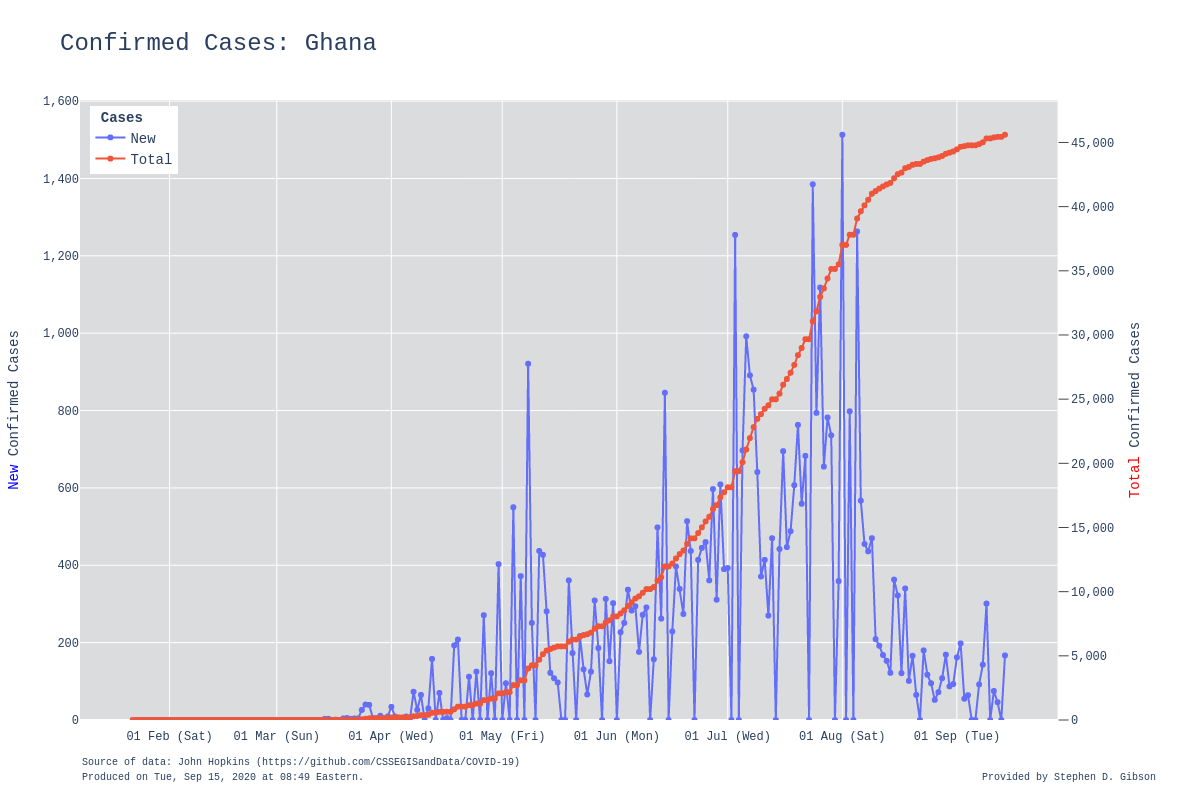 Confirmed Cases: Ghana
Cases
New
Total
1,600
1,400
1,200
1,000
800
600
400
200
0
New Confirmed Cases
45,000
40,000
35,000
30,000
25,000
20,000
15,000
10,000
5,000
0
Total Confirmed Cases
01 Feb (Sat) 01 Mar (Sun) 01 Apr (Wed) 01 May (Fri) 01 Jun (Mon) 01 Jul (Wed) 01 Aug (Sat) 01 Sep (Tue)
Source of data: John Hopkins (https://github.com/CSSEGISandData/COVID-19)
Produced on Tue, Sep 15, 2020 at 08:49 Eastern.
Provided by Stephen D. Gibson